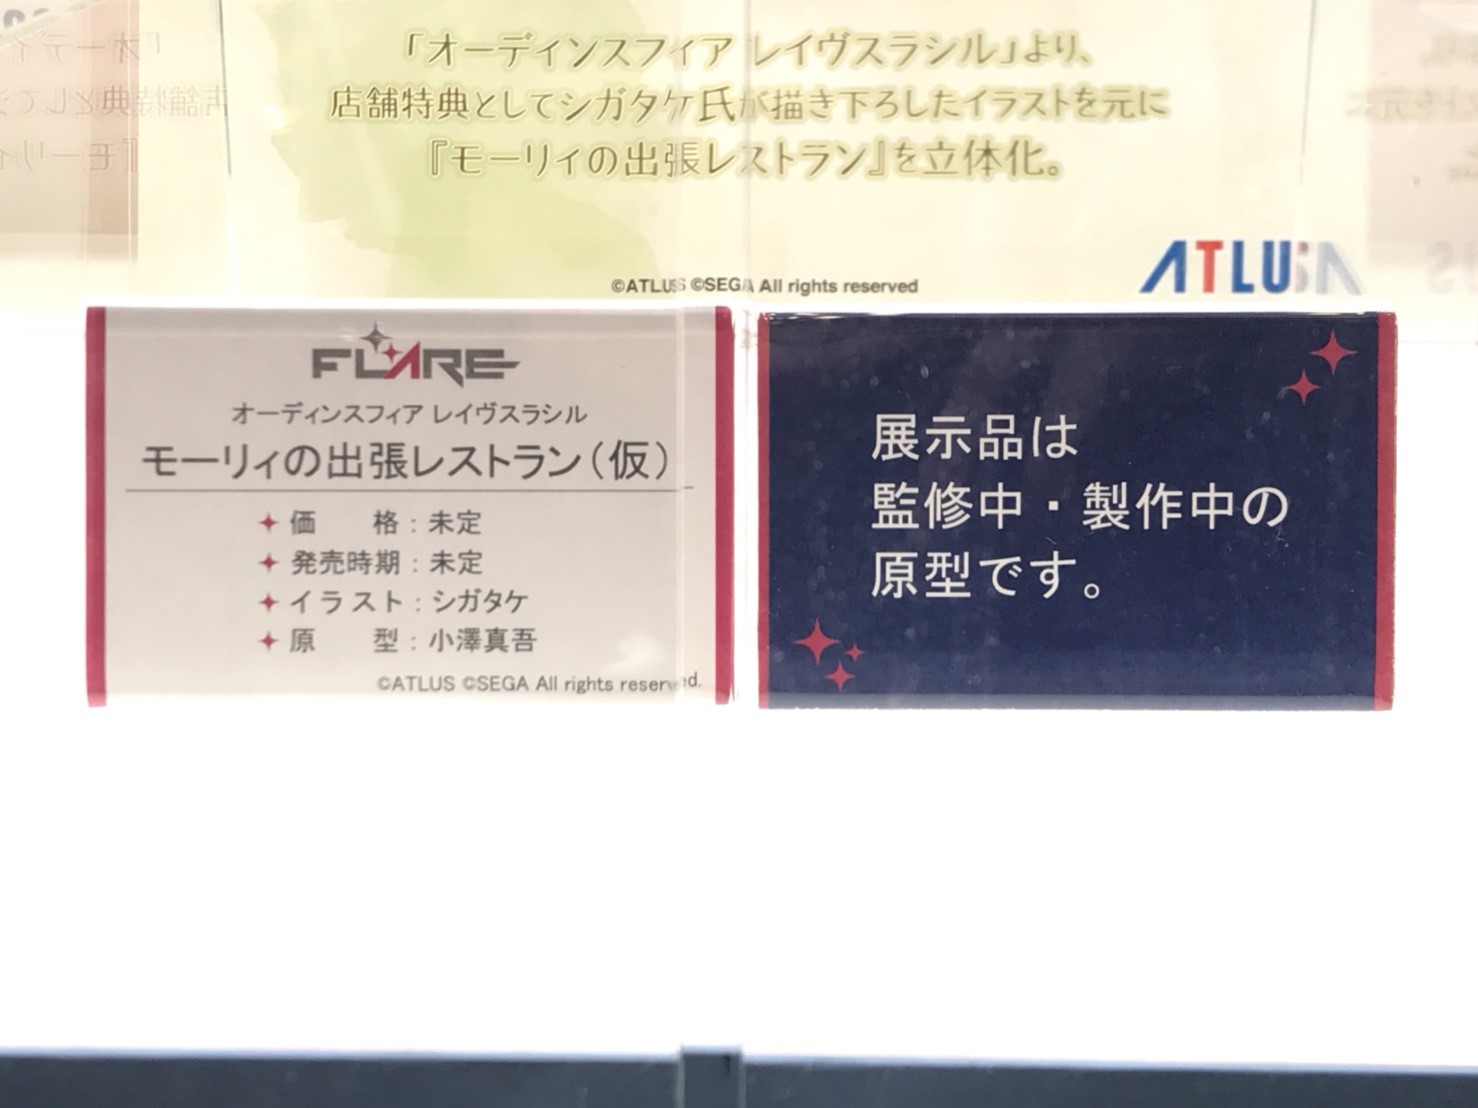 「オーディンスフィア レイヴスラシル」より、
店舗特典としてシガタケ氏が描き下ろしたイラストを元に
『モーリィの出張レストラン』を立体化。
©ATLUS ©SEGA All rights reserved
ATLUS
FLARE
オーディンスフィア レイヴスラシル
モーリィの出張レストラン（仮）
価　　格：未定
発売時期：未定
イラスト：シガタケ
原　　型：小澤真吾
©ATLUS ©SEGA All rights reserved.
展示品は
監修中・製作中の
原型です。